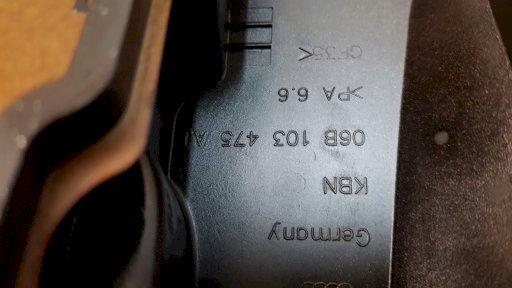 Germany
KBN
06B 103 475 A
>PA 6.6
GF35<